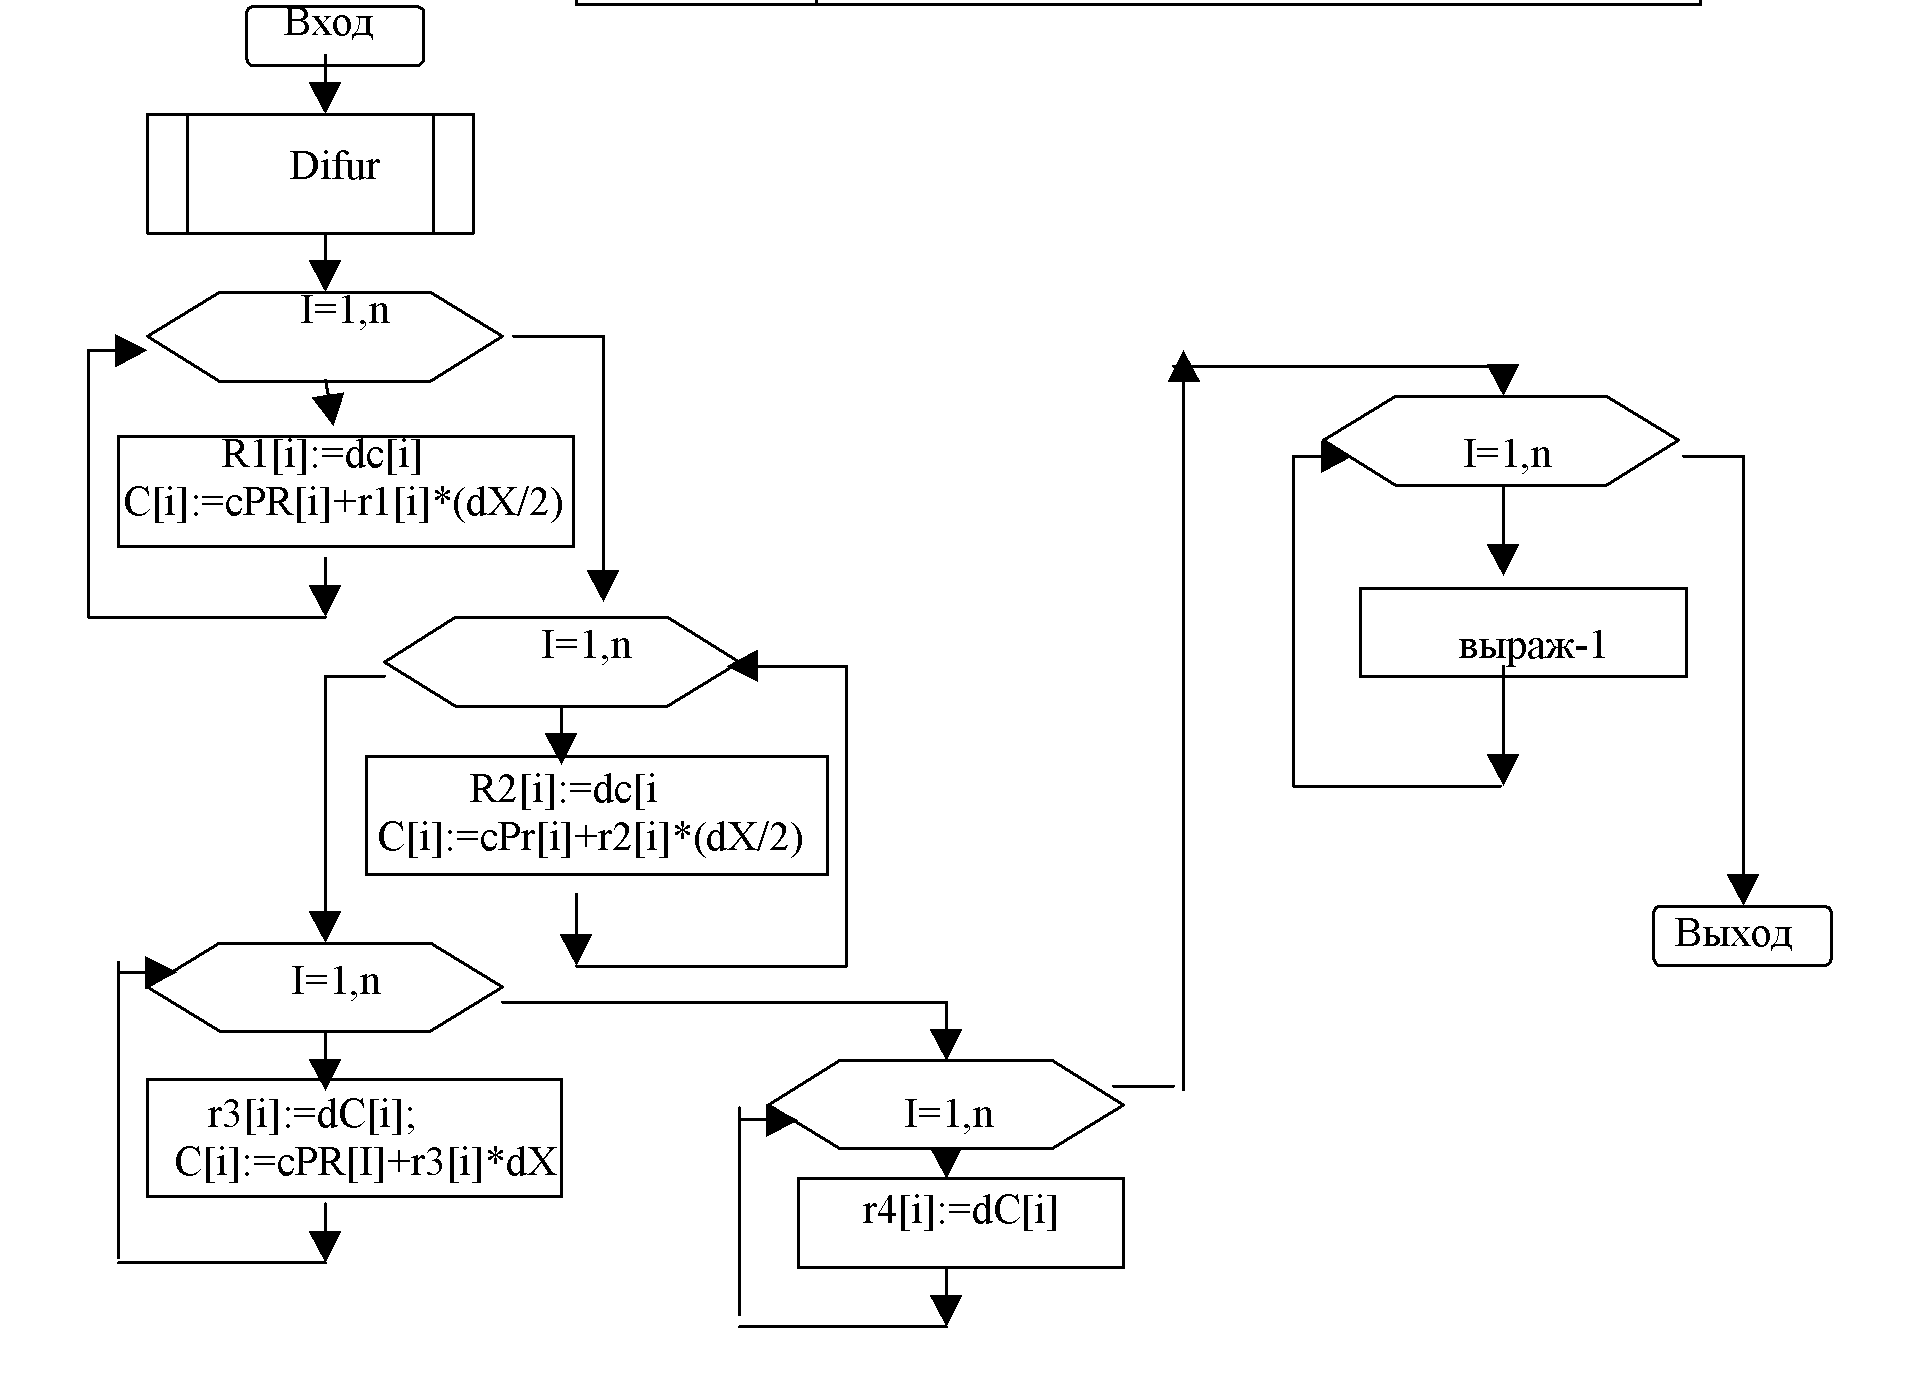 Вход
Difur
I=1,n
R1[i]:=dc[i]
C[i]:=cPR[i]+r1[i]*(dX/2)
I=1,n
R2[i]:=dc[i
C[i]:=cPr[i]+r2[i]*(dX/2)
I=1,n
r3[i]:=dC[i];
C[i]:=cPR[I]+r3[i]*dX
I=1,n
r4[i]:=dC[i]
I=1,n
выраж-1
Выход